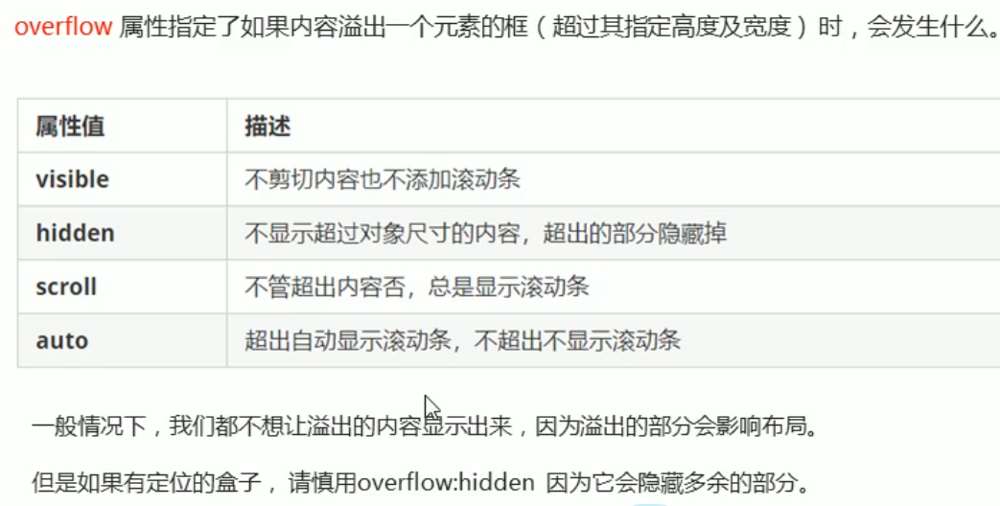 overflow 属性指定了如果内容溢出一个元素的框（超过其指定高度及宽度）时，会发生什么。
属性值 描述
visible 不剪切内容也不添加滚动条
hidden 不显示超过对象尺寸的内容，超出的部分隐藏掉
scroll 不管超出内容否，总是显示滚动条
auto 超出自动显示滚动条，不超出不显示滚动条
一般情况下，我们都不想让溢出的内容显示出来，因为溢出的部分会影响布局。
但是如果有定位的盒子，请慎用overflow:hidden 因为它会隐藏多余的部分。